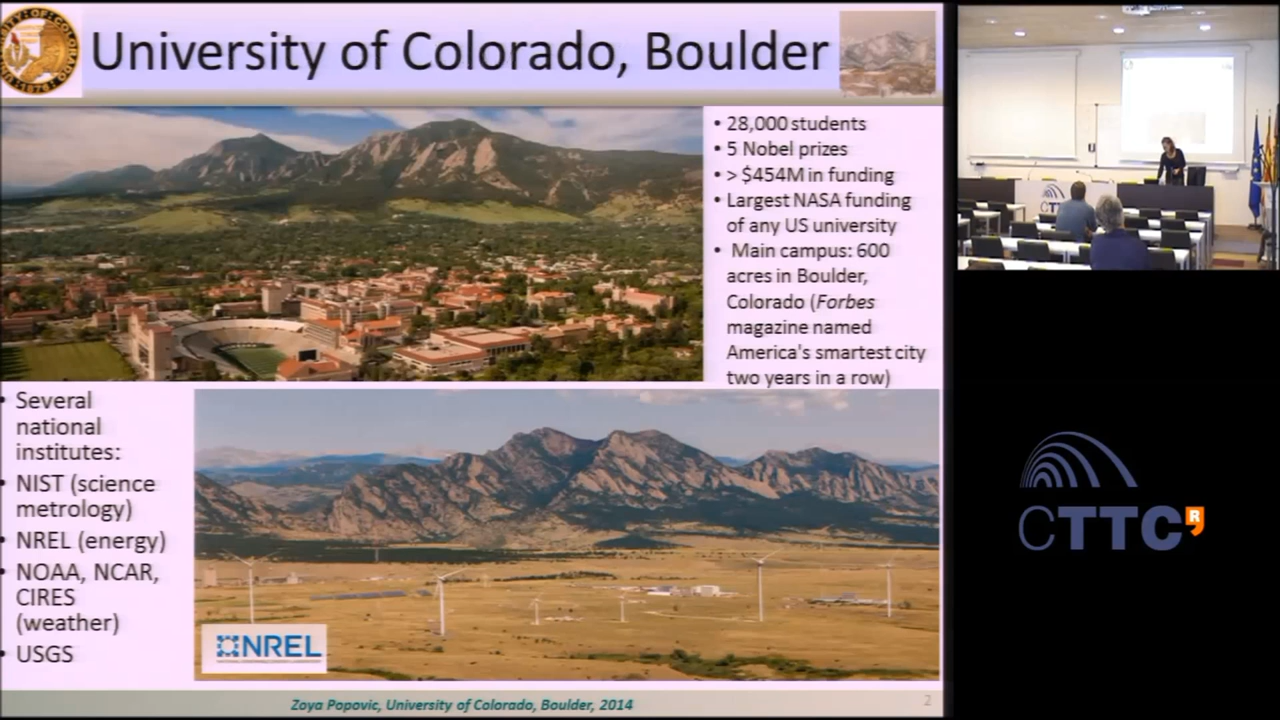 University of Colorado, Boulder
• 28,000 students
• 5 Nobel prizes
• > $454M in funding
• Largest NASA funding
of any US university
• Main campus: 600
acres in Boulder,
Colorado (Forbes
magazine named
America's smartest city
two years in a row)
• Several
national
institutes:
• NIST (science
metrology)
• NREL (energy)
• NOAA, NCAR,
CIRES
(weather)
• USGS
NREL
Zoya Popovic, University of Colorado, Boulder, 2014
2
CTTC
CTTC R